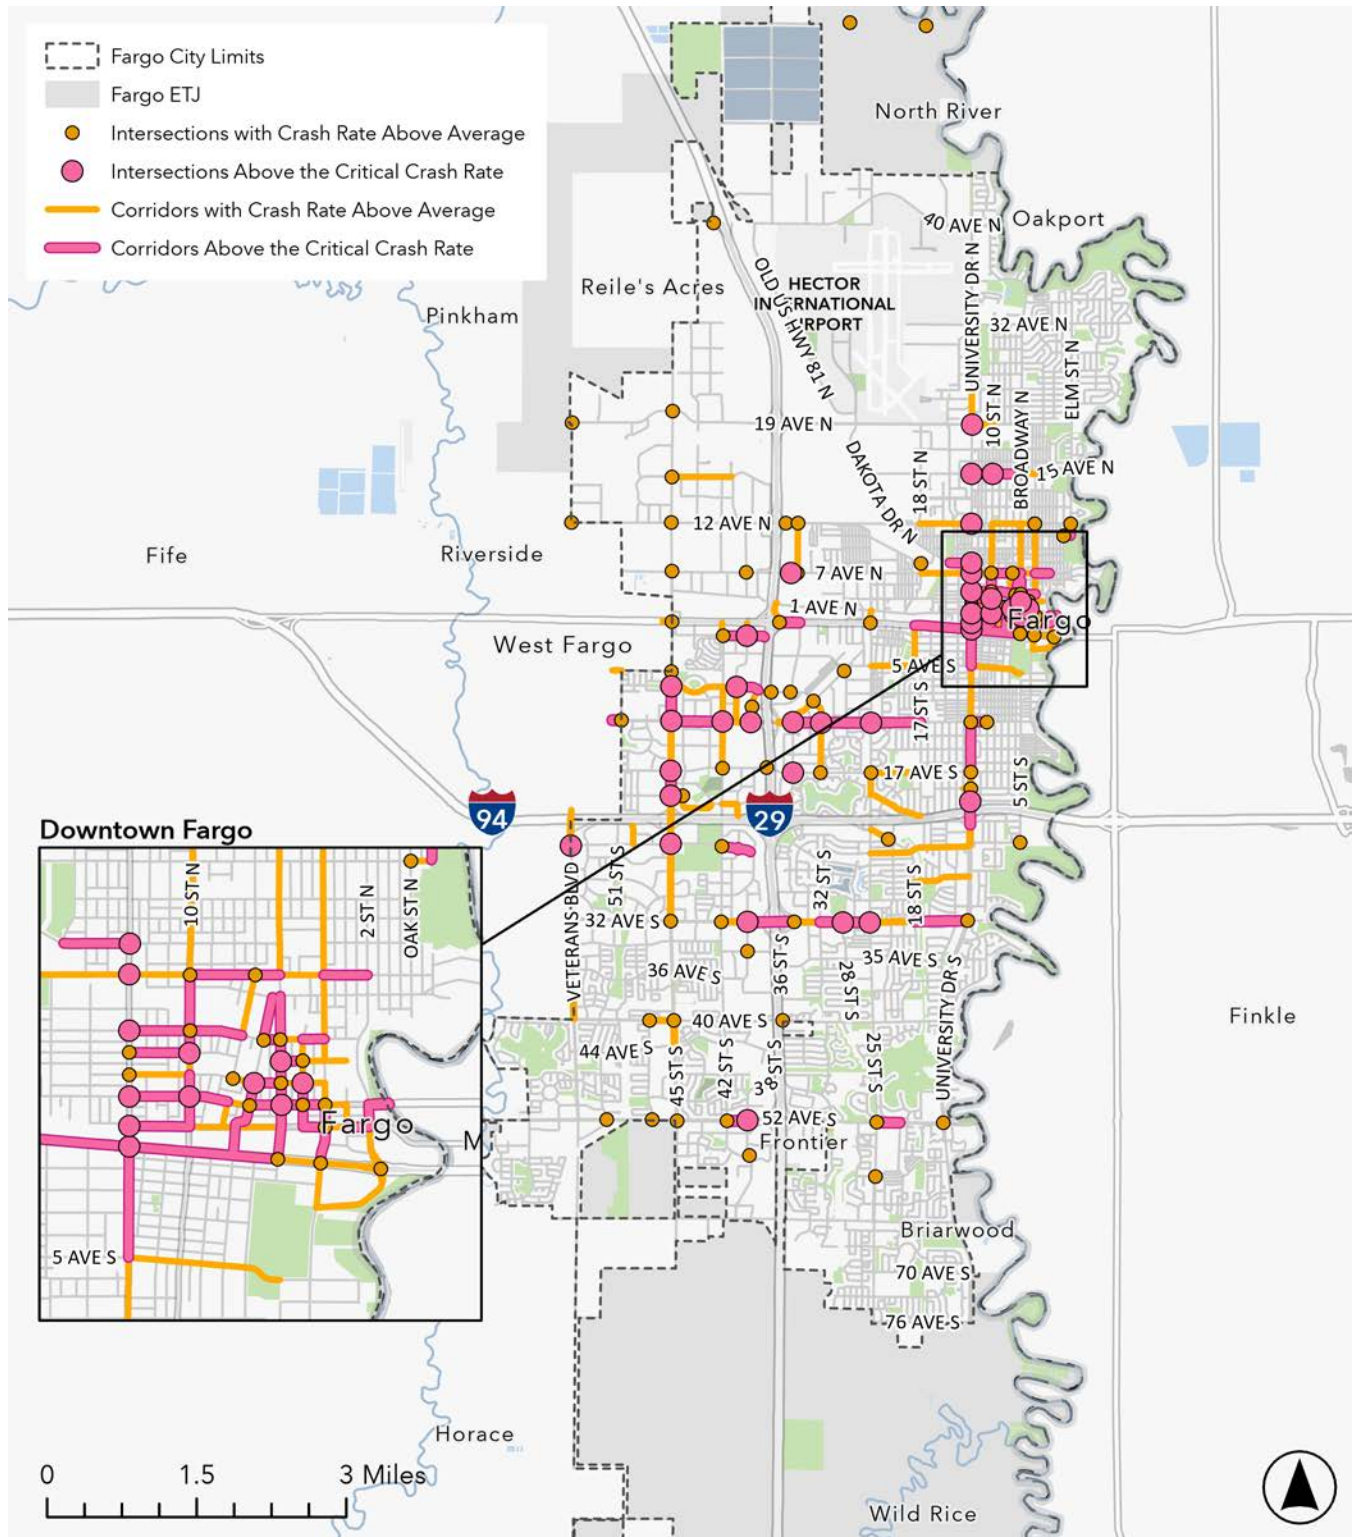 Fargo City Limits
Fargo ETJ
Intersections with Crash Rate Above Average
Intersections Above the Critical Crash Rate
Corridors with Crash Rate Above Average
Corridors Above the Critical Crash Rate
North River
40 AVE N
Oakport
Reile's Acres
OLD US HWY 81 N
HECTOR
INTERNATIONAL
AIRPORT
UNIVERSITY DR N
Pinkham
32 AVE N
ELM ST N
10 ST N
BROADWAY N
19 AVE N
DAKOTA DR N
18 ST N
15 AVE N
12 AVE N
Fife
Riverside
7 AVE N
1 AVE N
Fargo
West Fargo
5 AVE S
17 ST S
17 AVE S
5 ST S
94
29
Downtown Fargo
51 ST S
32 ST S
18 ST S
VETERANS BLVD
32 AVE S
10 ST N
2 ST N
OAK ST N
36 AVE S
36 ST S
35 AVE S
28 ST S
UNIVERSITY DR S
Finkle
40 AVE S
44 AVE S
45 ST S
42 ST S
38 ST S
25 ST S
Fargo
M
52 AVE S
Frontier
5 AVE S
Briarwood
70 AVE S
76 AVE S
Horace
0 1.5 3 Miles
Wild Rice